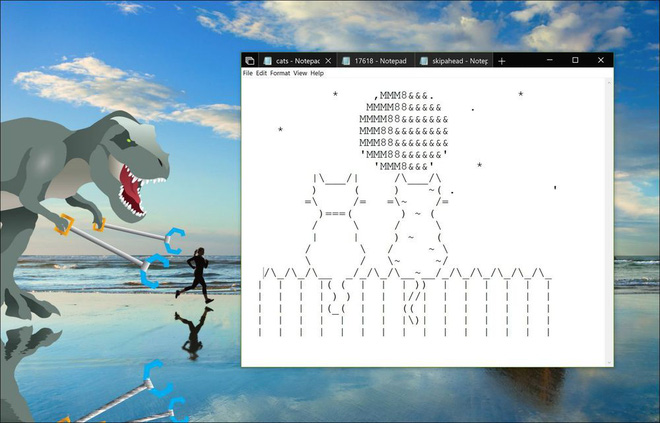 cats - Notepad 17618 - Notepad skipahead - Notep
File Edit Format View Help
* ,MMM8&&&. *
MMMM88&&&&& .
MMMM88&&&&&&&
* MMM88&&&&&&&&
MMM88&&&&&&&&
'MMM88&&&&&&'
'MMM8&&&' *
|\___/| /\___/\
) ( ) ~( . '
=\ /= =\~ /=
)===( ) ~ (
/ \ / \
| | ) ~ (
/ \ / ~ \
\ / \~ ~/
/\_/\_/\__ _/_/\_/\__~__/_/\_/\_/\_/\_/\_
| | | |( ( | | | )) | | | | | |
| | | | ) ) | | |//| | | | | | |
| | | |(_( | | (( | | | | | |
| | | | | | | |\)| | | | | | |
| | | | | | | | | | | | | |